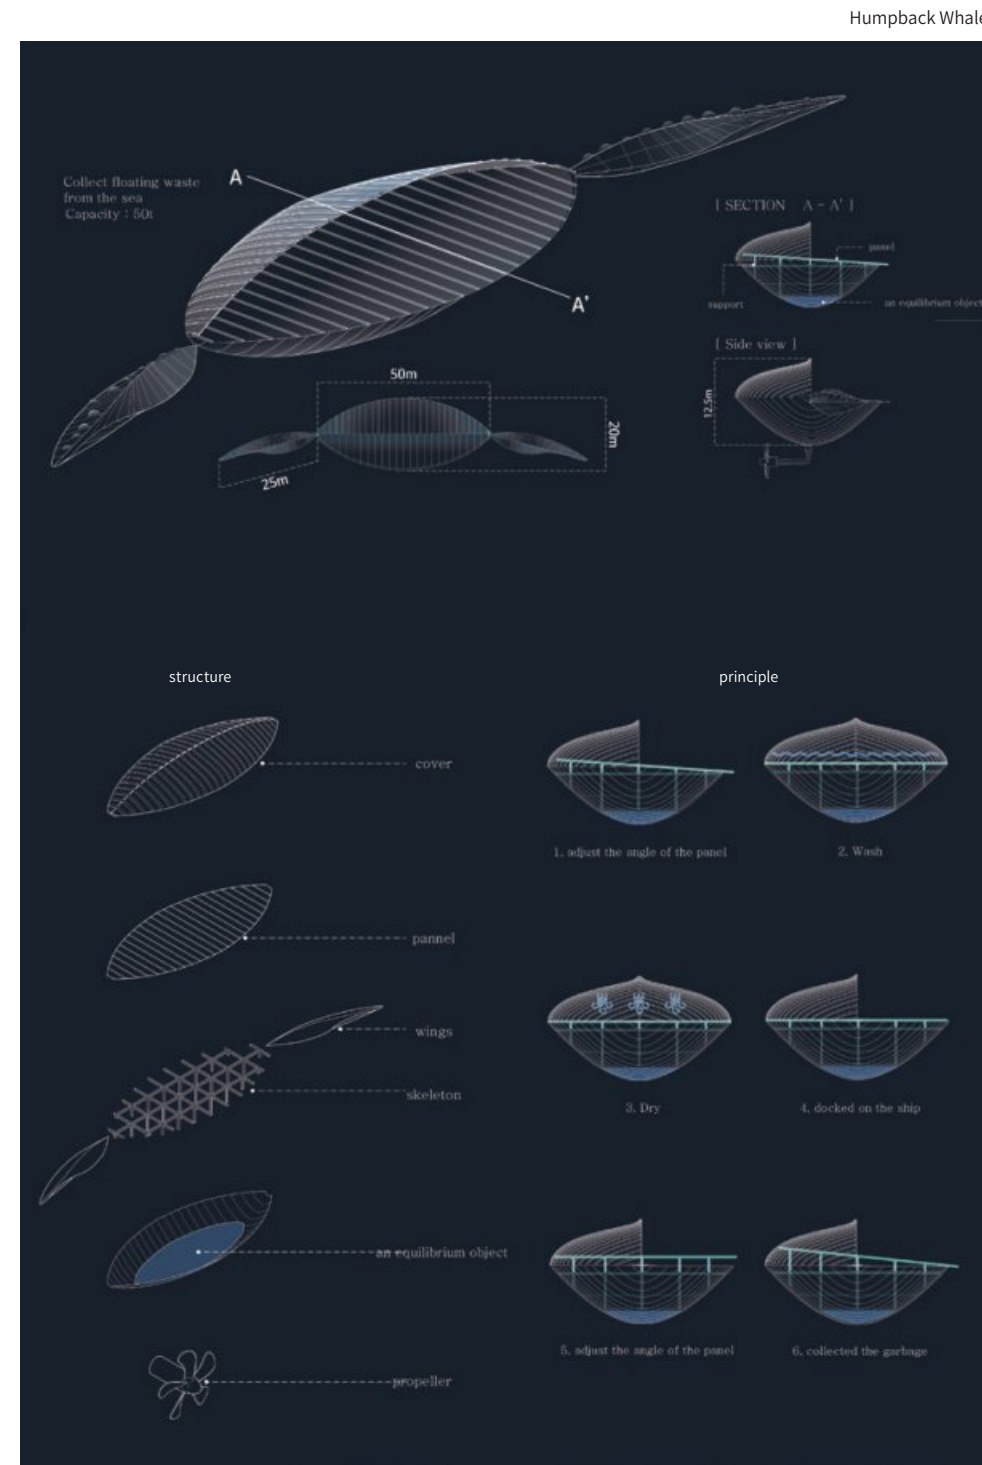 Humpback Whale
Collect floating waste
from the sea
Capacity : 50t
A
A'
[ SECTION A - A' ]
panel
support
an equilibrium object
[ Side view ]
12.5m
50m
20m
25m
structure
principle
cover
pannel
wings
skeleton
an equilibrium object
propeller
1. adjust the angle of the panel
2. Wash
3. Dry
4. docked on the ship
5. adjust the angle of the panel
6. collected the garbage